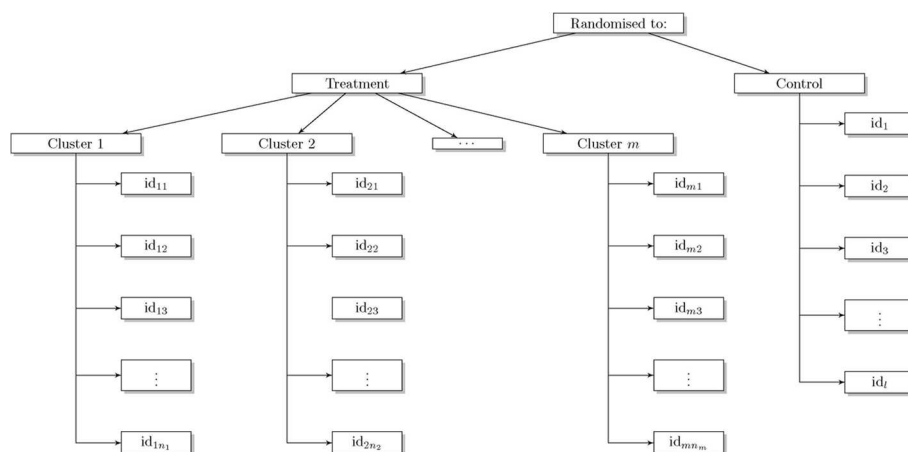 Randomised to:
Treatment
Control
Cluster 1
Cluster 2
...
Cluster m
id₁
id₂
id₃
⋮
idₗ
id₁₁
id₁₂
id₁₃
⋮
id₁ₙ₁
id₂₁
id₂₂
id₂₃
⋮
id₂ₙ₂
idₘ₁
idₘ₂
idₘ₃
⋮
idₘₙₘ